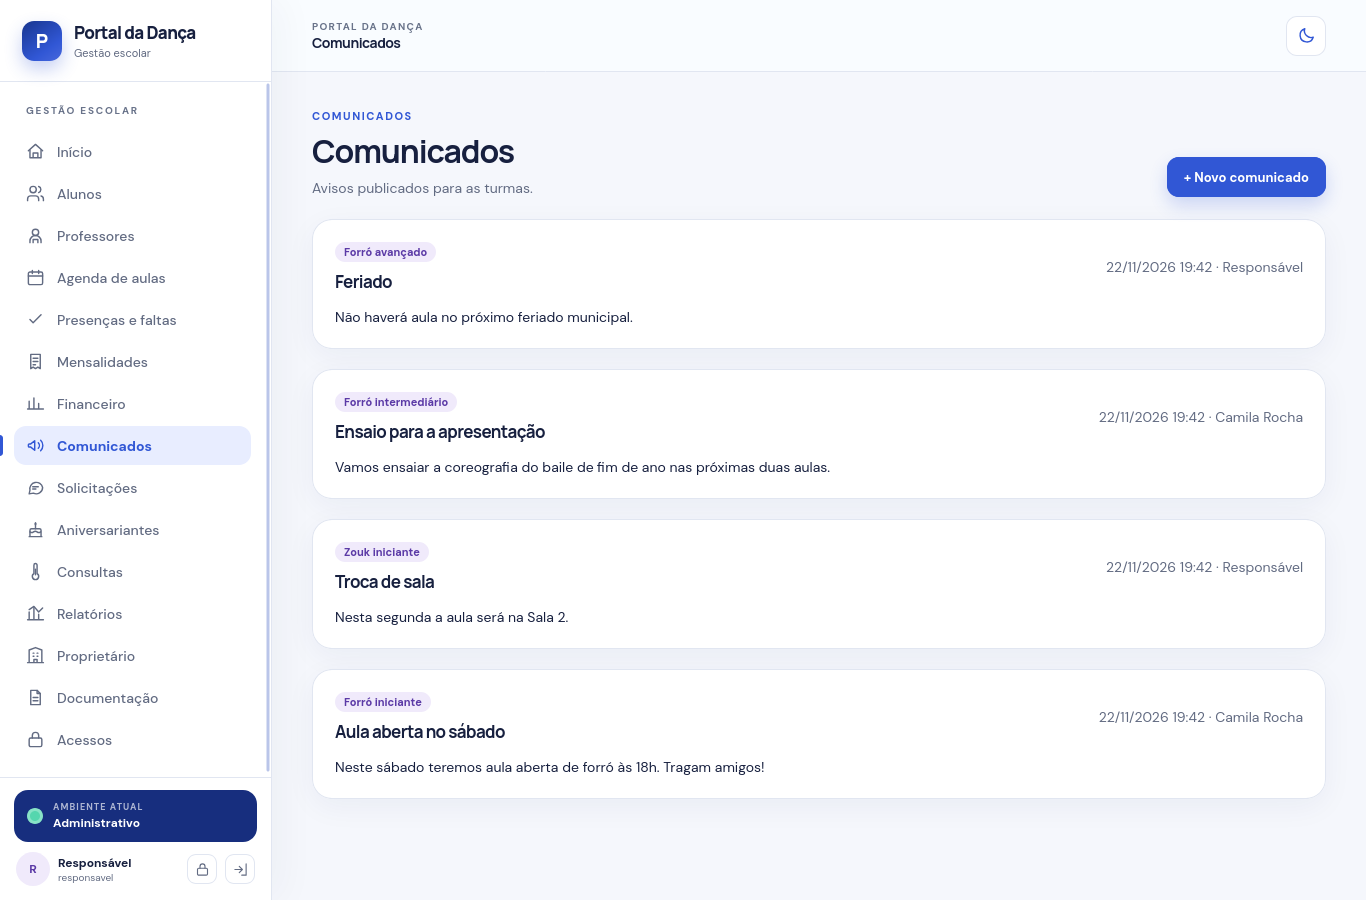 P
Portal da Dança
Gestão escolar
GESTÃO ESCOLAR
Início
Alunos
Professores
Agenda de aulas
Presenças e faltas
Mensalidades
Financeiro
Comunicados
Solicitações
Aniversariantes
Consultas
Relatórios
Proprietário
Documentação
Acessos
AMBIENTE ATUAL
Administrativo
R
Responsável
responsavel
PORTAL DA DANÇA
Comunicados
COMUNICADOS
Comunicados
Avisos publicados para as turmas.
+ Novo comunicado
Forró avançado
Feriado
22/11/2026 19:42 · Responsável
Não haverá aula no próximo feriado municipal.
Forró intermediário
Ensaio para a apresentação
22/11/2026 19:42 · Camila Rocha
Vamos ensaiar a coreografia do baile de fim de ano nas próximas duas aulas.
Zouk iniciante
Troca de sala
22/11/2026 19:42 · Responsável
Nesta segunda a aula será na Sala 2.
Forró iniciante
Aula aberta no sábado
22/11/2026 19:42 · Camila Rocha
Neste sábado teremos aula aberta de forró às 18h. Tragam amigos!